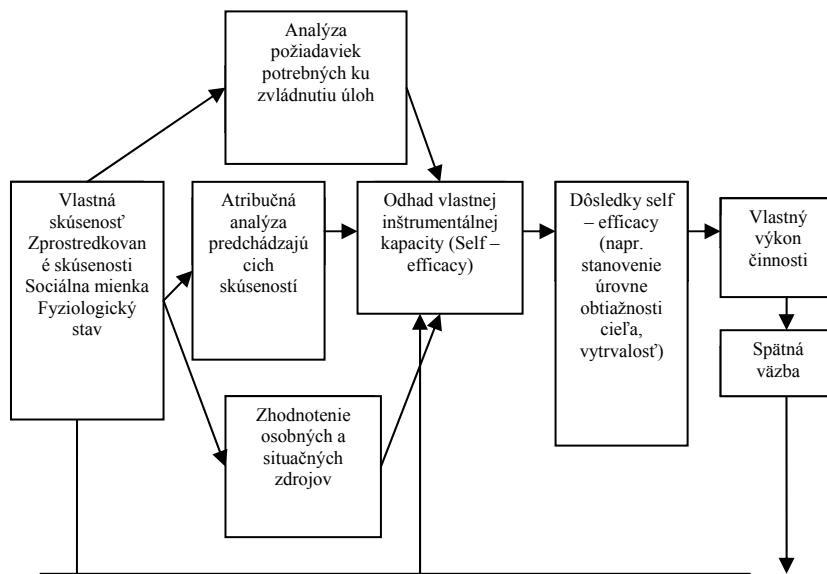 Analýza
požiadaviek
potrebných ku
zvládnutiu úloh
Vlastná
skúsenosť
Zprostredkovan
é skúsenosti
Sociálna mienka
Fyziologický
stav
Atribučná
analýza
predchádzajú
cich
skúseností
Odhad vlastnej
inštrumentálnej
kapacity (Self –
efficacy)
Dôsledky self
– efficacy
(napr.
stanovenie
úrovne
obtiažnosti
cieľa,
vytrvalosť)
Vlastný
výkon
činnosti
Spätná
väzba
Zhodnotenie
osobných a
situačných
zdrojov